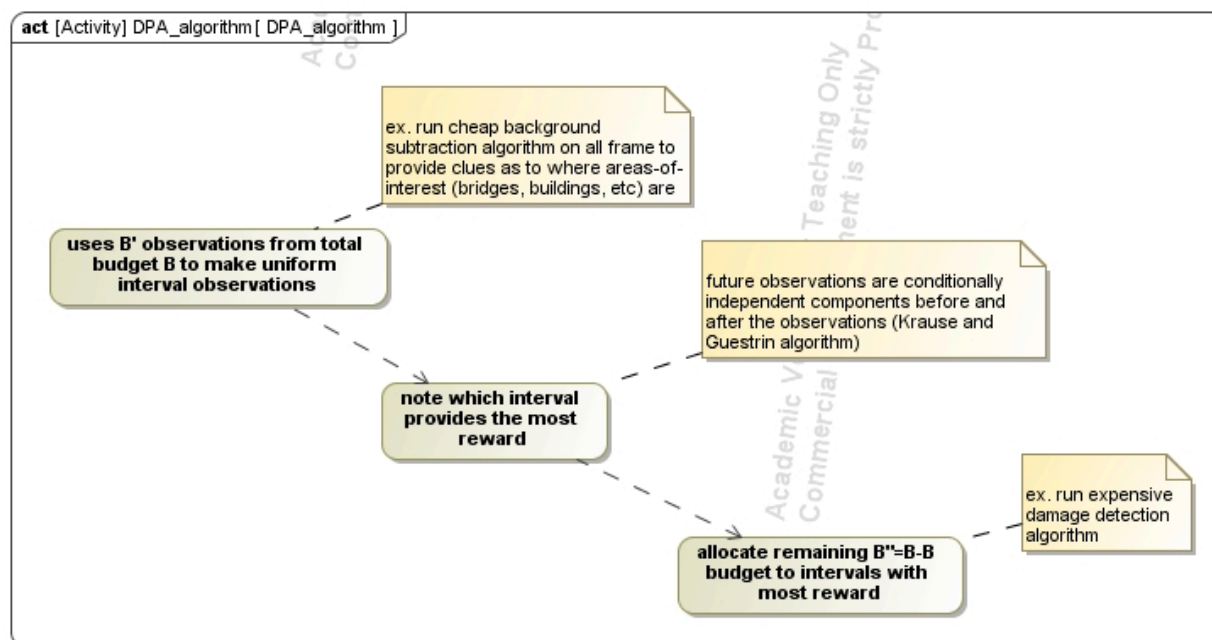 act [Activity] DPA_algorithm[ DPA_algorithm ]
ex. run cheap background
subtraction algorithm on all frame to
provide clues as to where areas-of-
interest (bridges, buildings, etc) are
uses B' observations from total
budget B to make uniform
interval observations
future observations are conditionally
independent components before and
after the observations (Krause and
Guestrin algorithm)
note which interval
provides the most
reward
ex. run expensive
damage detection
algorithm
allocate remaining B"=B-B
budget to intervals with
most reward
Academic Teaching Only
Commercial is strictly